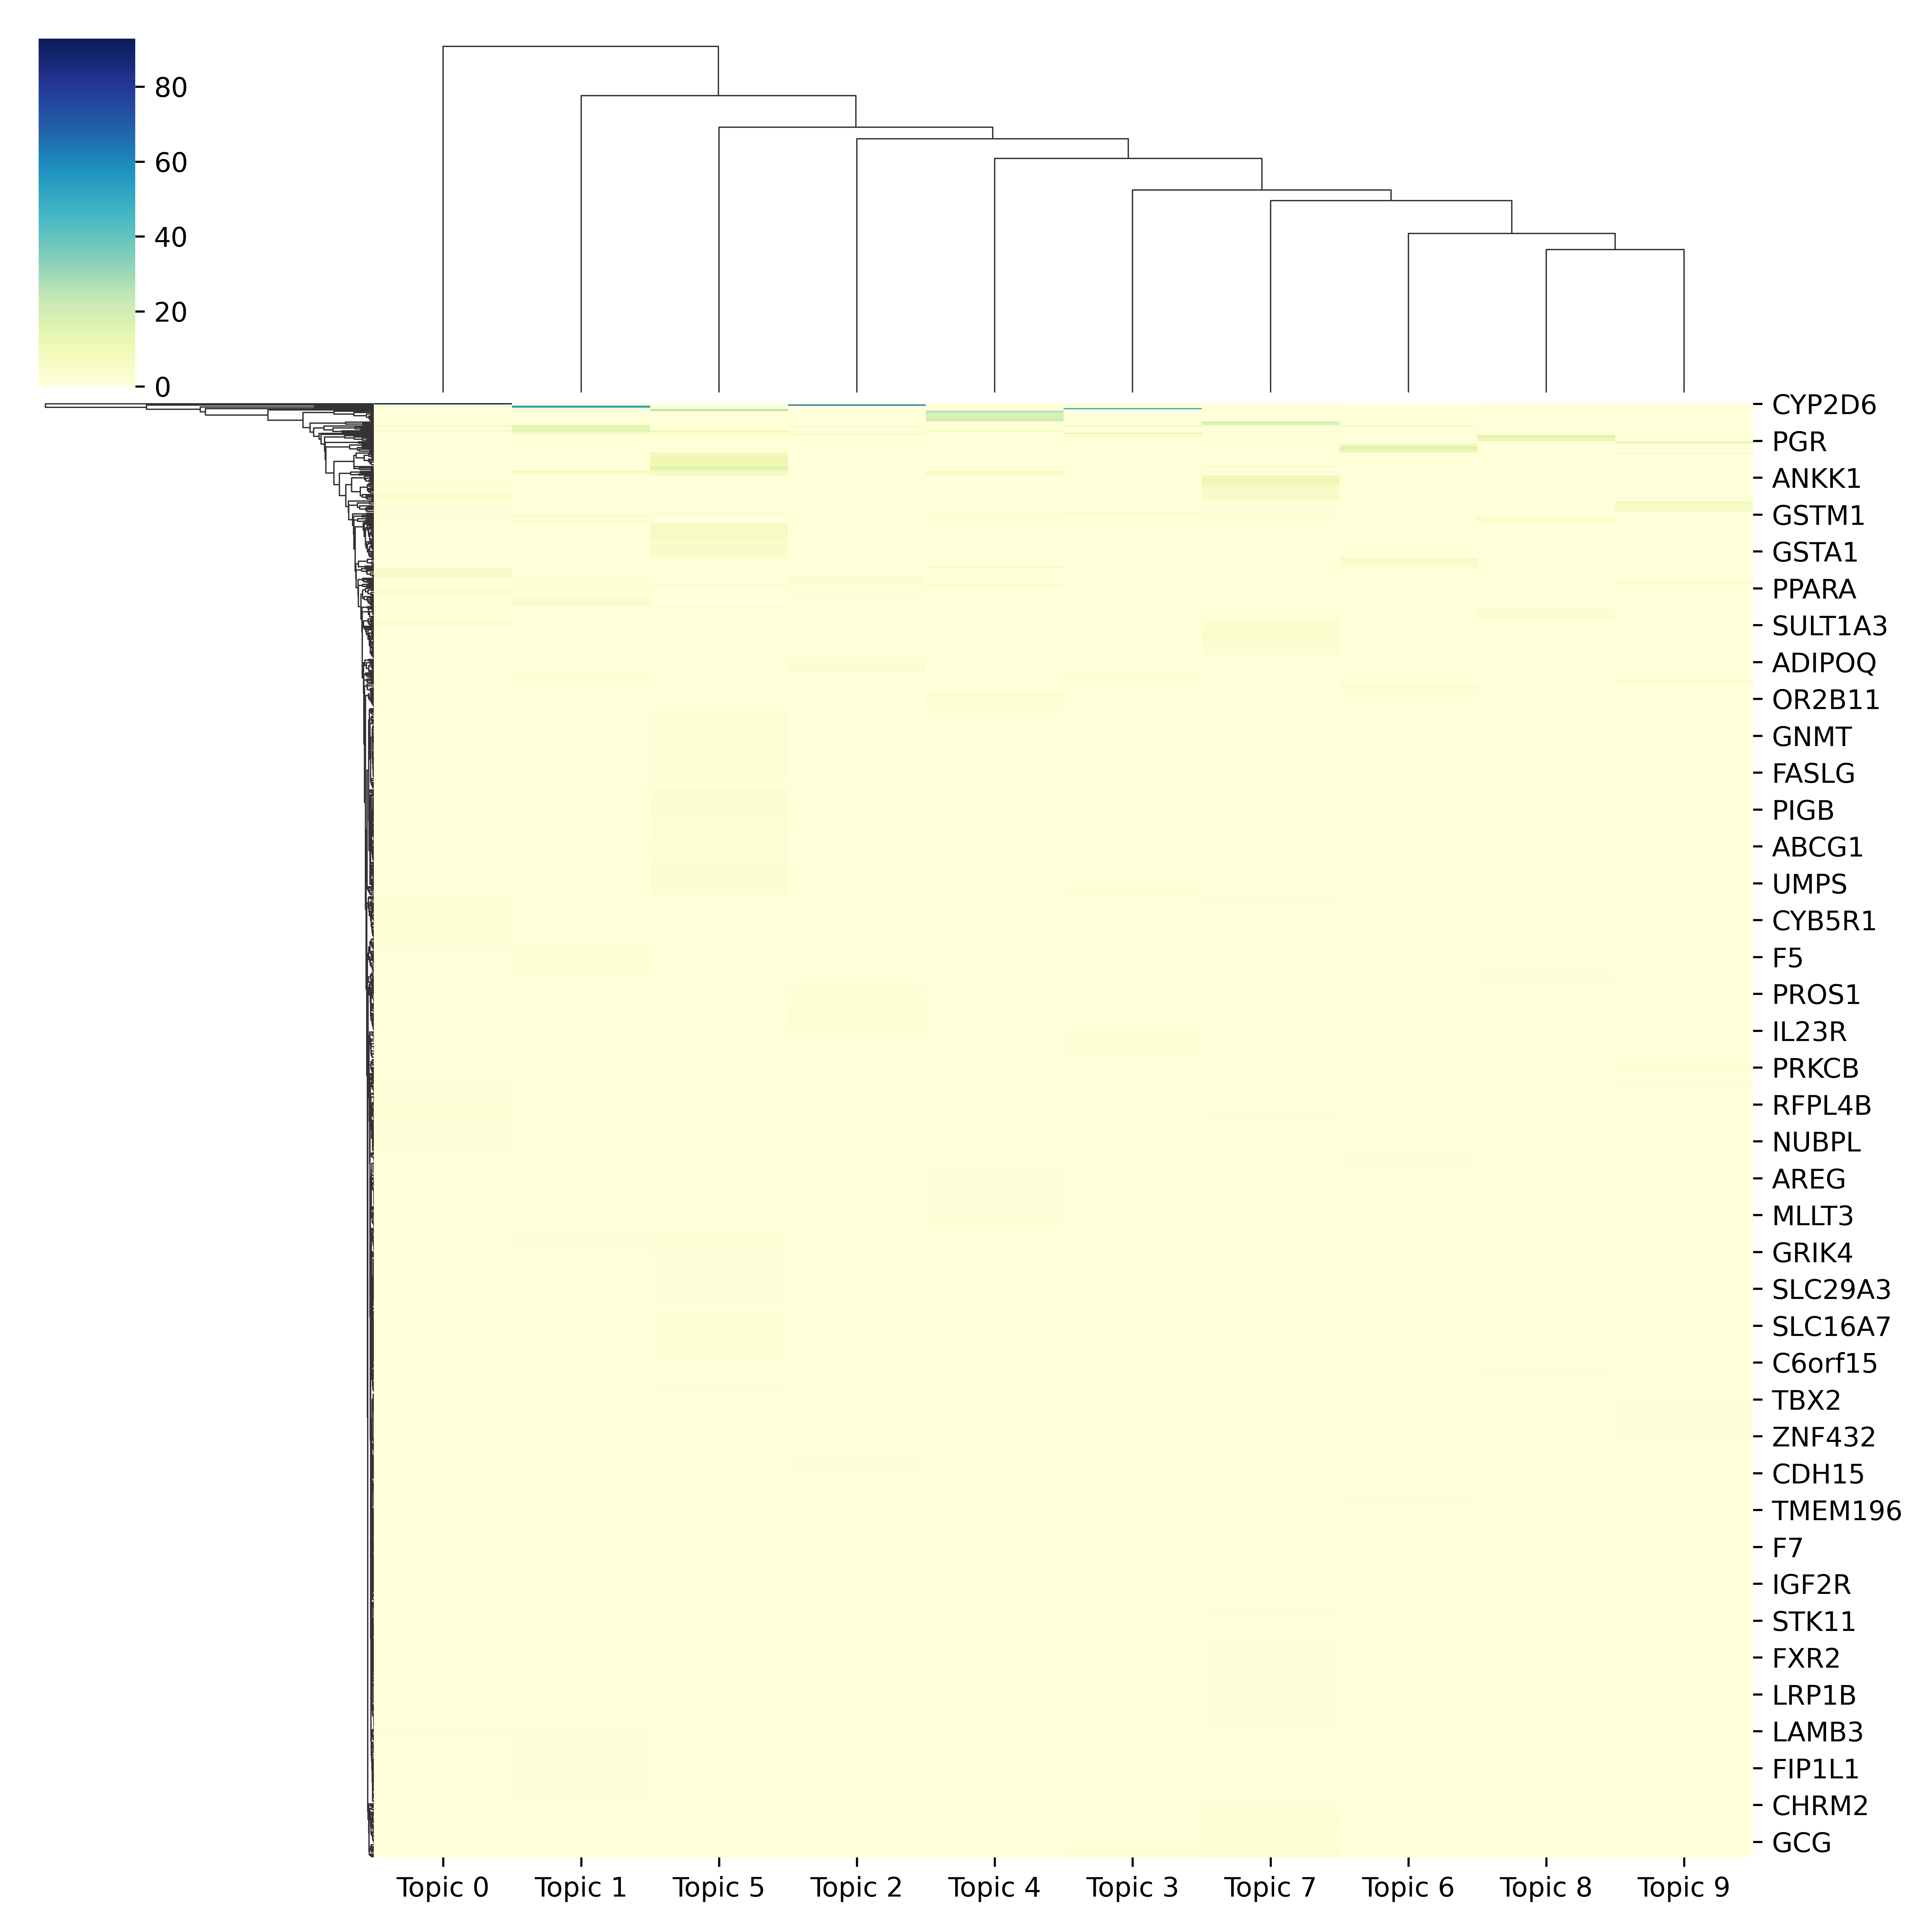 80
60
40
20
0
CYP2D6
PGR
ANKK1
GSTM1
GSTA1
PPARA
SULT1A3
ADIPOQ
OR2B11
GNMT
FASLG
PIGB
ABCG1
UMPS
CYB5R1
F5
PROS1
IL23R
PRKCB
RFPL4B
NUBPL
AREG
MLLT3
GRIK4
SLC29A3
SLC16A7
C6orf15
TBX2
ZNF432
CDH15
TMEM196
F7
IGF2R
STK11
FXR2
LRP1B
LAMB3
FIP1L1
CHRM2
GCG
Topic 0 Topic 1 Topic 5 Topic 2 Topic 4 Topic 3 Topic 7 Topic 6 Topic 8 Topic 9